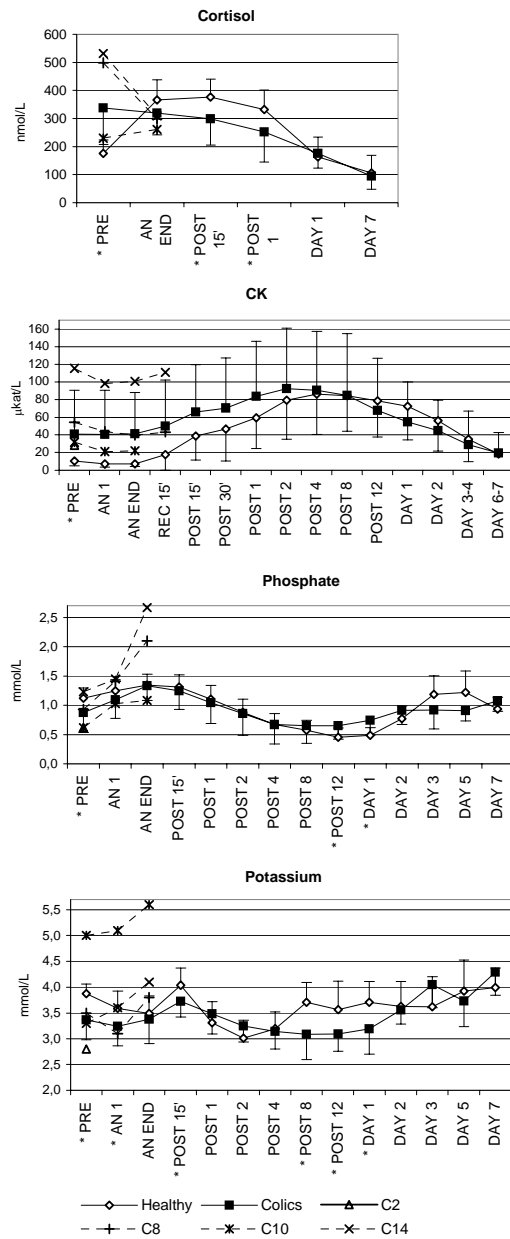 Cortisol
600
500
400
300
200
100
0
nmol/L
* PRE
AN END
* POST 15'
* POST 1
DAY 1
DAY 7
CK
160
140
120
100
80
60
40
20
0
µkat/L
* PRE
AN 1
AN END
REC 15'
POST 15'
POST 30'
POST 1
POST 2
POST 4
POST 8
POST 12
DAY 1
DAY 2
DAY 3-4
DAY 6-7
Phosphate
2,5
2,0
1,5
1,0
0,5
0,0
mmol/L
* PRE
AN 1
AN END
POST 15'
POST 1
POST 2
POST 4
POST 8
* POST 12
* DAY 1
DAY 2
DAY 3
DAY 5
DAY 7
Potassium
5,5
5,0
4,5
4,0
3,5
3,0
2,5
2,0
mmol/L
* PRE
* AN 1
AN END
* POST 15'
POST 1
POST 2
POST 4
* POST 8
* POST 12
* DAY 1
DAY 2
DAY 3
DAY 5
DAY 7
Healthy Colics C2
C8 C10 C14